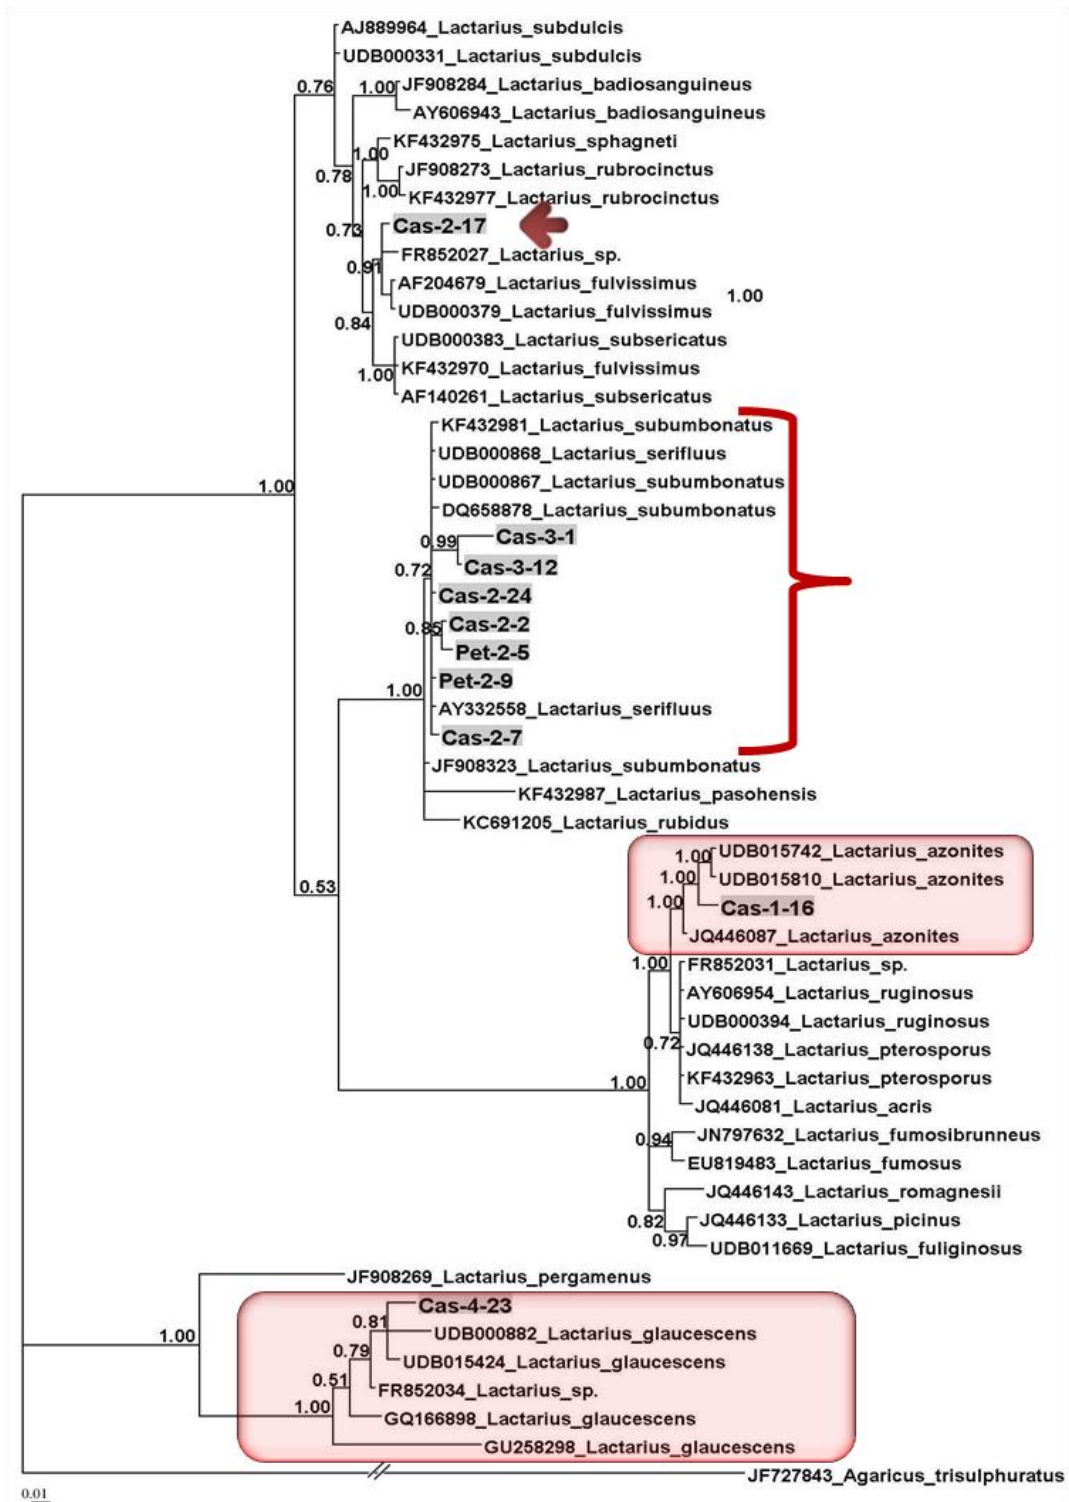 AJ889964_Lactarius_subdulcis
UDB000331_Lactarius_subdulcis
0.76
1.00
JF908284_Lactarius_badiosanguineus
AY606943_Lactarius_badiosanguineus
KF432975_Lactarius_sphagneti
1.00
JF908273_Lactarius_rubrocinctus
0.78
1.00
KF432977_Lactarius_rubrocinctus
Cas-2-17
0.73
FR852027_Lactarius_sp.
0.91
AF204679_Lactarius_fulvissimus
1.00
UDB000379_Lactarius_fulvissimus
0.84
UDB000383_Lactarius_subsericatus
KF432970_Lactarius_fulvissimus
1.00
AF140261_Lactarius_subsericatus
KF432981_Lactarius_subumbonatus
UDB000868_Lactarius_serifluus
UDB000867_Lactarius_subumbonatus
1.00
DQ658878_Lactarius_subumbonatus
Cas-3-1
0.99
Cas-3-12
0.72
Cas-2-24
Cas-2-2
0.85
Pet-2-5
Pet-2-9
1.00
AY332558_Lactarius_serifluus
Cas-2-7
JF908323_Lactarius_subumbonatus
KF432987_Lactarius_pasohensis
KC691205_Lactarius_rubidus
UDB015742_Lactarius_azonites
1.00
1.00
UDB015810_Lactarius_azonites
0.53
1.00
Cas-1-16
JQ446087_Lactarius_azonites
1.00
FR852031_Lactarius_sp.
AY606954_Lactarius_ruginosus
UDB000394_Lactarius_ruginosus
0.72
JQ446138_Lactarius_pterosporus
KF432963_Lactarius_pterosporus
1.00
JQ446081_Lactarius_acris
0.94
JN797632_Lactarius_fumosibrunneus
EU819483_Lactarius_fumosus
JQ446143_Lactarius_romagnesii
0.82
JQ446133_Lactarius_picinus
0.97
UDB011669_Lactarius_fuliginosus
JF908269_Lactarius_pergamenus
Cas-4-23
0.81
1.00
UDB000882_Lactarius_glaucescens
0.79
UDB015424_Lactarius_glaucescens
0.51
FR852034_Lactarius_sp.
1.00
GQ166898_Lactarius_glaucescens
GU258298_Lactarius_glaucescens
JF727843_Agaricus_trisulphuratus
0.01